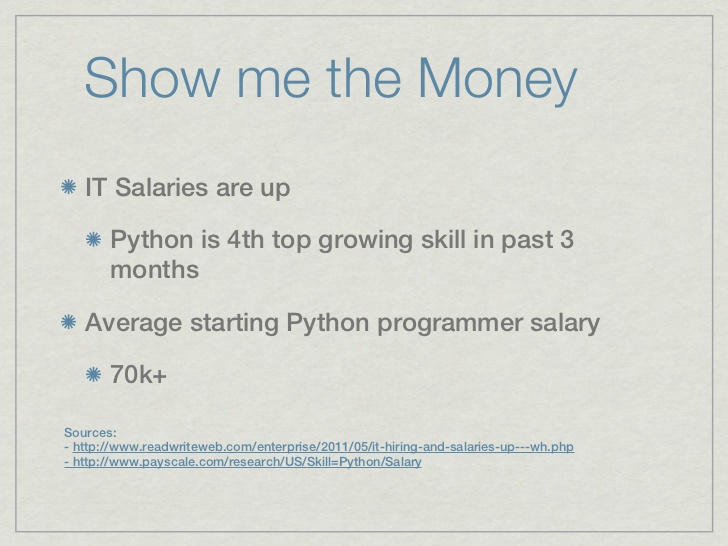 Show me the Money
IT Salaries are up
Python is 4th top growing skill in past 3
months
Average starting Python programmer salary
70k+
Sources:
- http://www.readwriteweb.com/enterprise/2011/05/it-hiring-and-salaries-up---wh.php
- http://www.payscale.com/research/US/Skill=Python/Salary